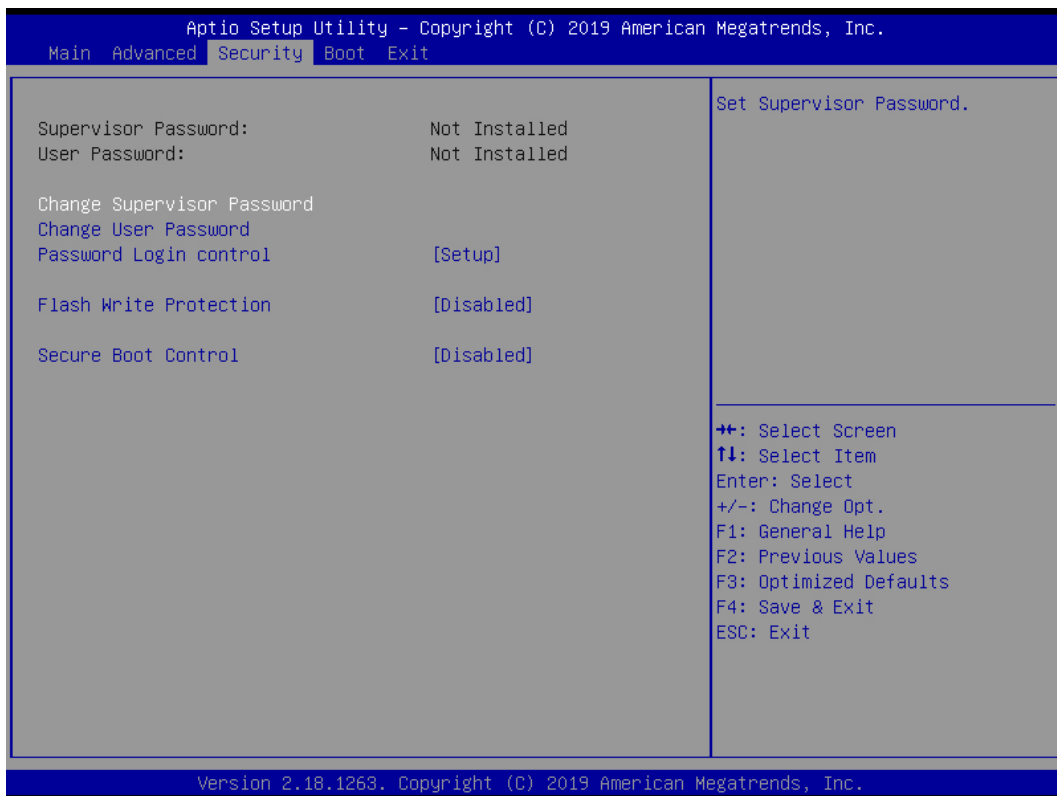 Aptio Setup Utility – Copyright (C) 2019 American Megatrends, Inc.
Main Advanced Security Boot Exit
Supervisor Password: Not Installed
User Password: Not Installed
Change Supervisor Password
Change User Password
Password Login control [Setup]
Flash Write Protection [Disabled]
Secure Boot Control [Disabled]
Set Supervisor Password.
→←: Select Screen
↑↓: Select Item
Enter: Select
+/-: Change Opt.
F1: General Help
F2: Previous Values
F3: Optimized Defaults
F4: Save & Exit
ESC: Exit
Version 2.18.1263. Copyright (C) 2019 American Megatrends, Inc.